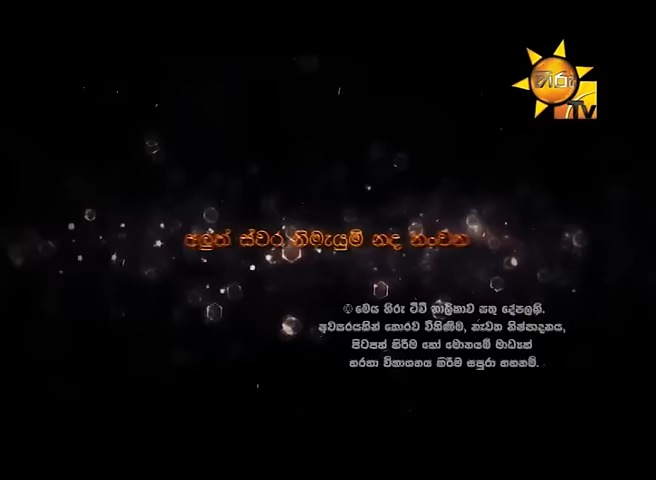 හිරු
TV
අලුත් ස්වර නිමැයුම් නද නංවන
© මෙය හිරු ටීවී නාලිකාව සතු දේපලකි.
අවසරයකින් තොරව විකිණීම, නැවත නිෂ්පාදනය,
පිටපත් කිරීම හෝ මොනයම් මාධ්‍යක්
හරහා විකාශනය කිරීම සපුරා තහනම්.